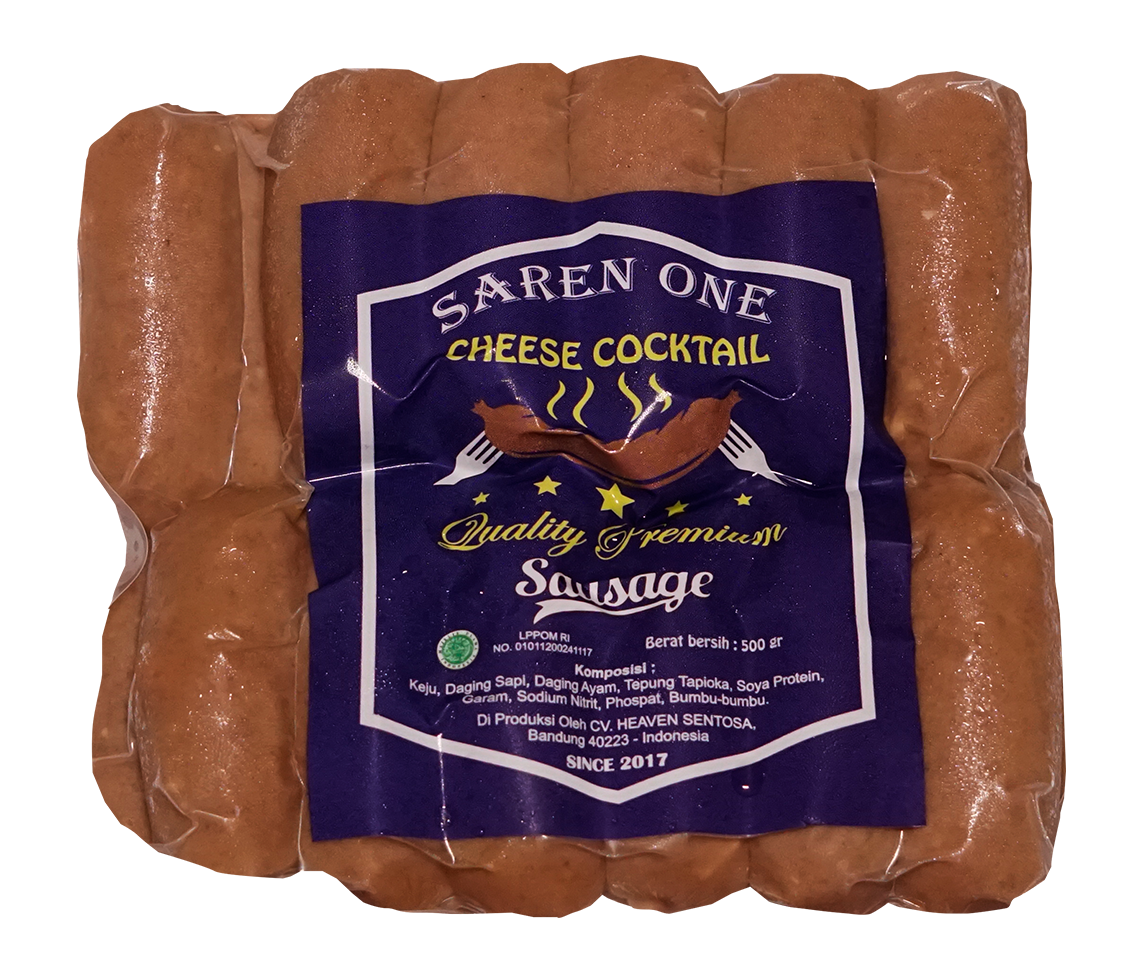 SAREN ONE
CHEESE COCKTAIL
Quality Premium
Sausage
LPPOM RI
NO. 01011200241117
Berat bersih : 500 gr
Komposisi :
Keju, Daging Sapi, Daging Ayam, Tepung Tapioka, Soya Protein,
Garam, Sodium Nitrit, Phospat, Bumbu-bumbu.
Di Produksi Oleh CV. HEAVEN SENTOSA,
Bandung 40223 - Indonesia
SINCE 2017